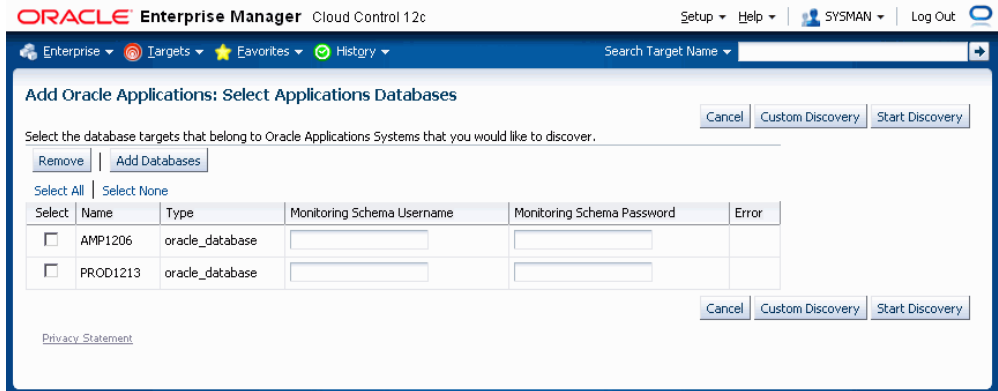 ORACLE Enterprise Manager Cloud Control 12c Setup Help SYSMAN Log Out
Enterprise Targets Favorites History Search Target Name
Add Oracle Applications: Select Applications Databases
Cancel Custom Discovery Start Discovery
Select the database targets that belong to Oracle Applications Systems that you would like to discover.
Remove | Add Databases
Select All | Select None
Select Name Type Monitoring Schema Username Monitoring Schema Password Error
AMP1206 oracle_database
PROD1213 oracle_database
Cancel Custom Discovery Start Discovery
Privacy Statement